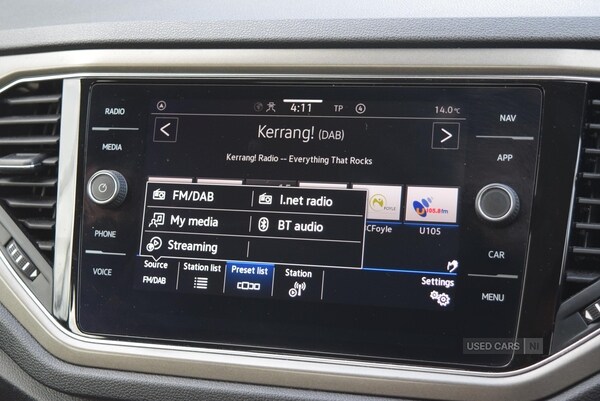 RADIO
MEDIA
PHONE
VOICE
4:11
TP
4
14.0°C
Kerrang! (DAB)
Kerrang! Radio -- Everything That Rocks
FM/DAB
I.net radio
My media
BT audio
Streaming
CFoyle
U105
Source
FM/DAB
Station list
Preset list
Station
Settings
NAV
APP
CAR
MENU
USED CARS NI